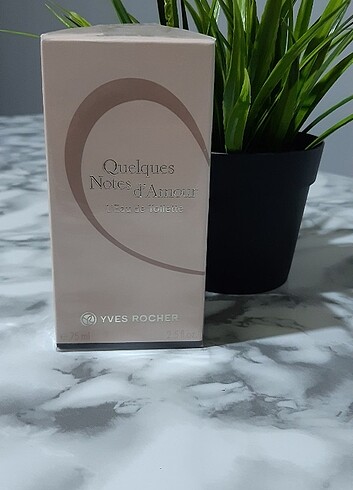 Quelques
Notes d'Amour
L'Eau de Toilette
YVES ROCHER